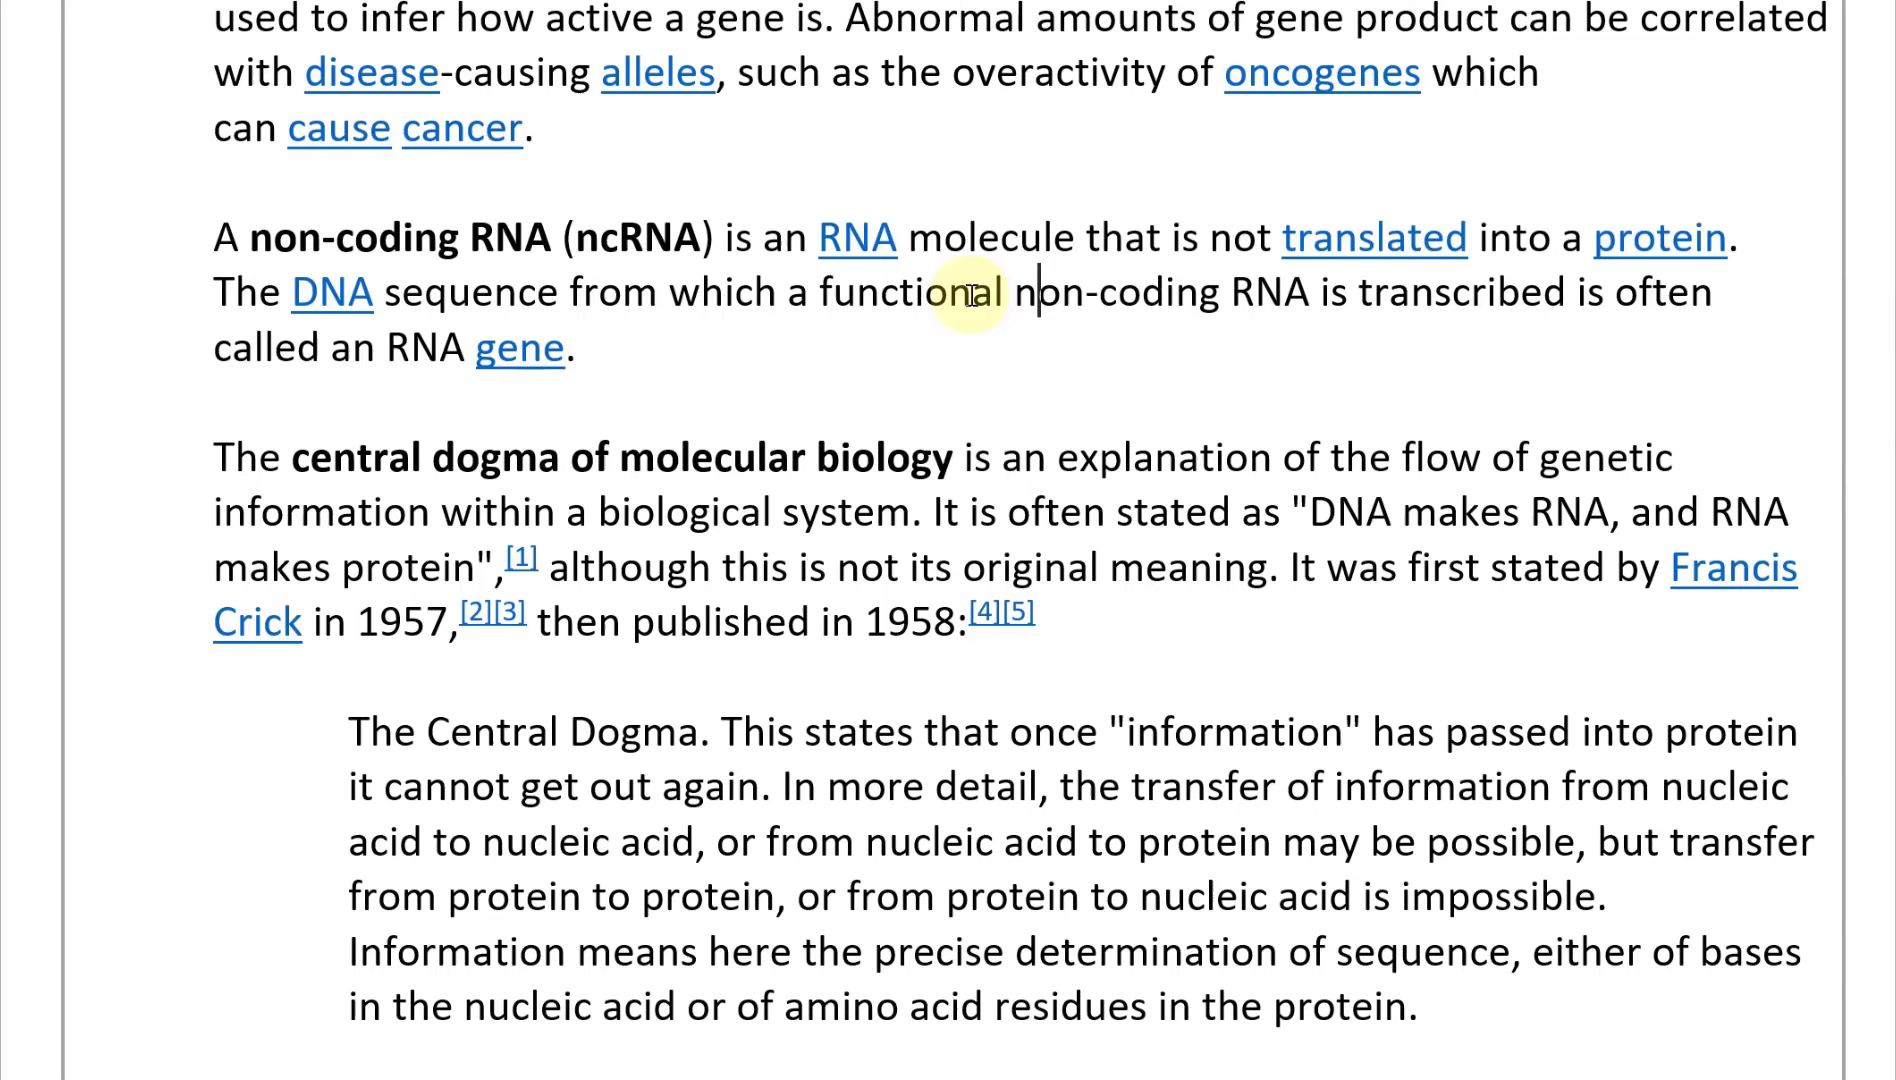 used to infer how active a gene is. Abnormal amounts of gene product can be correlated
with disease-causing alleles, such as the overactivity of oncogenes which
can cause cancer.
A non-coding RNA (ncRNA) is an RNA molecule that is not translated into a protein.
The DNA sequence from which a functional non-coding RNA is transcribed is often
called an RNA gene.
The central dogma of molecular biology is an explanation of the flow of genetic
information within a biological system. It is often stated as "DNA makes RNA, and RNA
makes protein",[1] although this is not its original meaning. It was first stated by Francis
Crick in 1957,[2][3] then published in 1958:[4][5]
The Central Dogma. This states that once "information" has passed into protein
it cannot get out again. In more detail, the transfer of information from nucleic
acid to nucleic acid, or from nucleic acid to protein may be possible, but transfer
from protein to protein, or from protein to nucleic acid is impossible.
Information means here the precise determination of sequence, either of bases
in the nucleic acid or of amino acid residues in the protein.